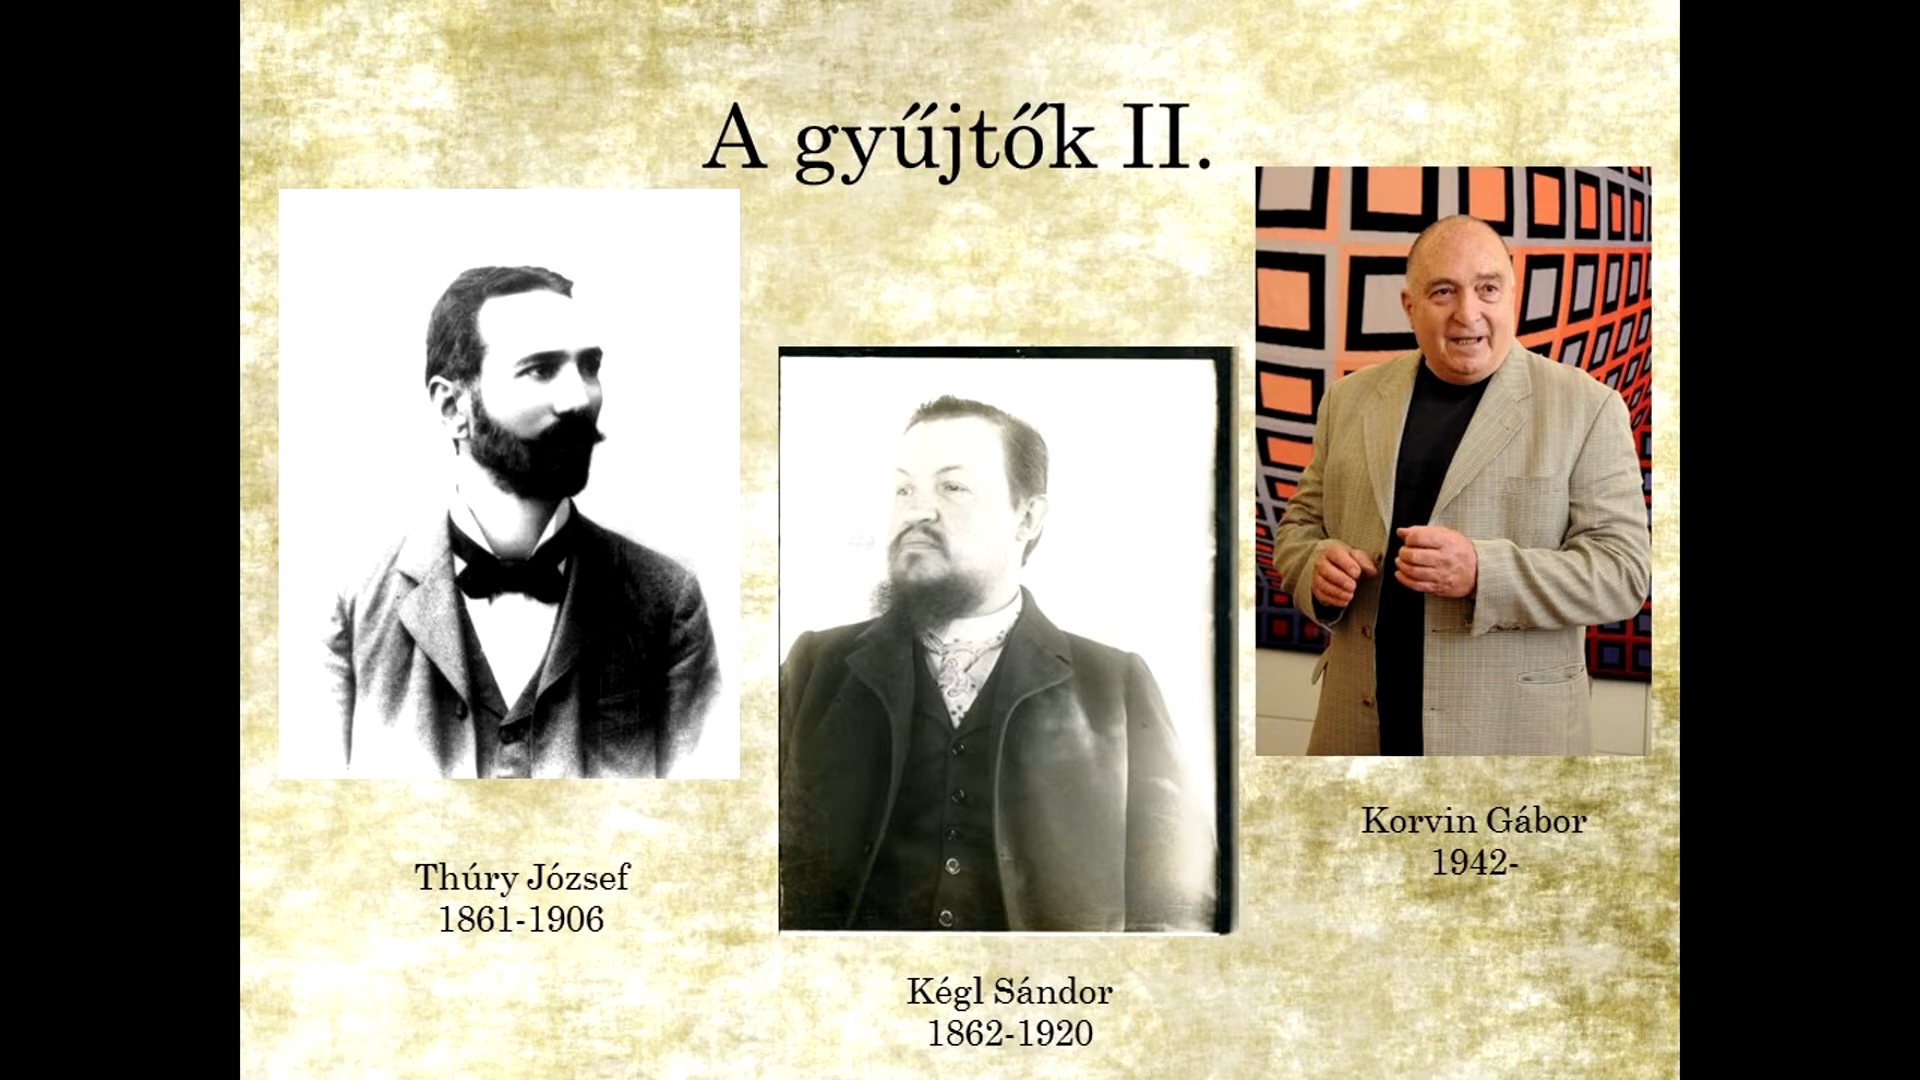 A gyűjtők II.
Thúry József
1861-1906
Kégl Sándor
1862-1920
Korvin Gábor
1942-